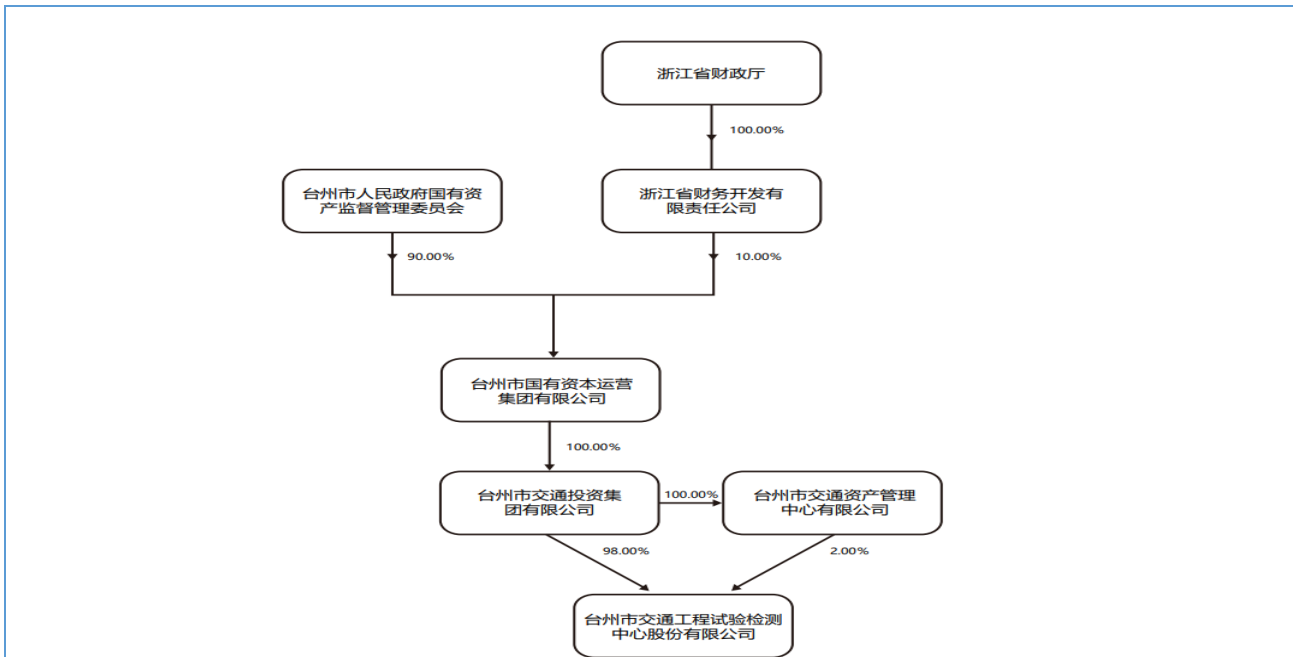 浙江省财政厅
100.00%
台州市人民政府国有资
产监督管理委员会
浙江省财务开发有
限责任公司
90.00%
10.00%
台州市国有资本运营
集团有限公司
100.00%
台州市交通投资集
团有限公司
100.00%
台州市交通资产管理
中心有限公司
98.00%
2.00%
台州市交通工程试验检测
中心股份有限公司